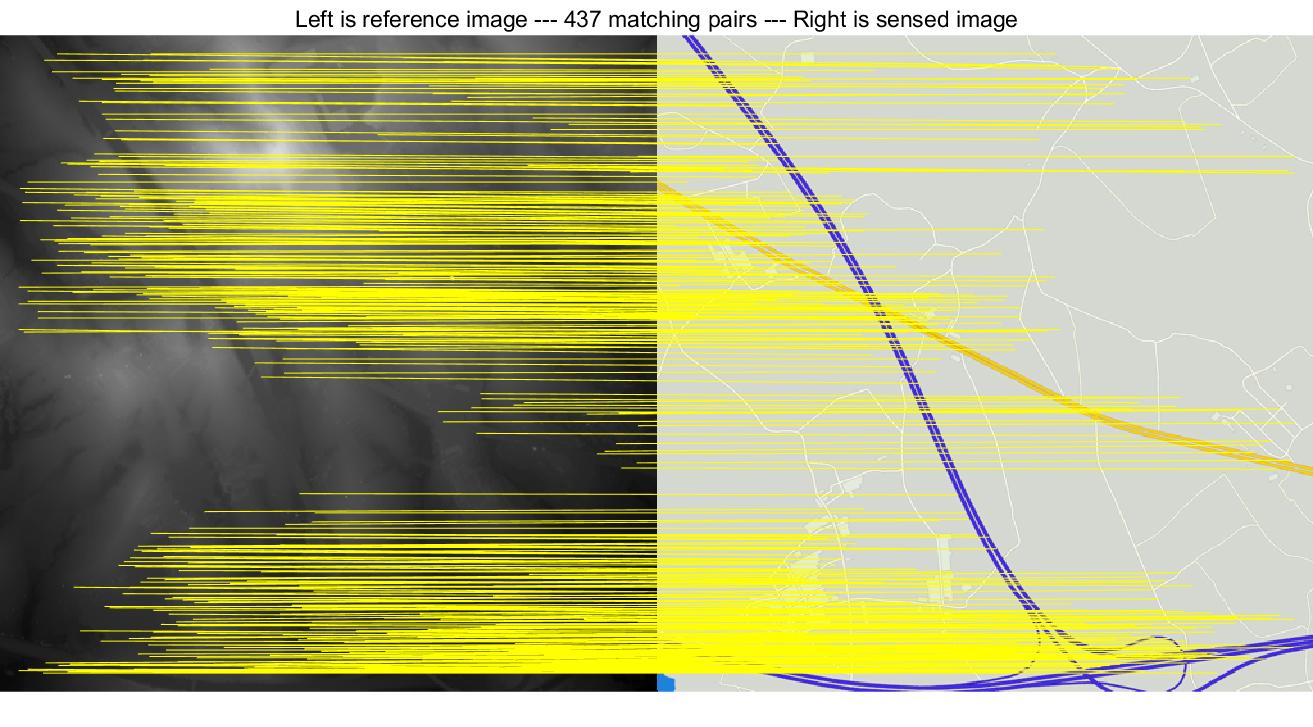 Left is reference image --- 437 matching pairs --- Right is sensed image